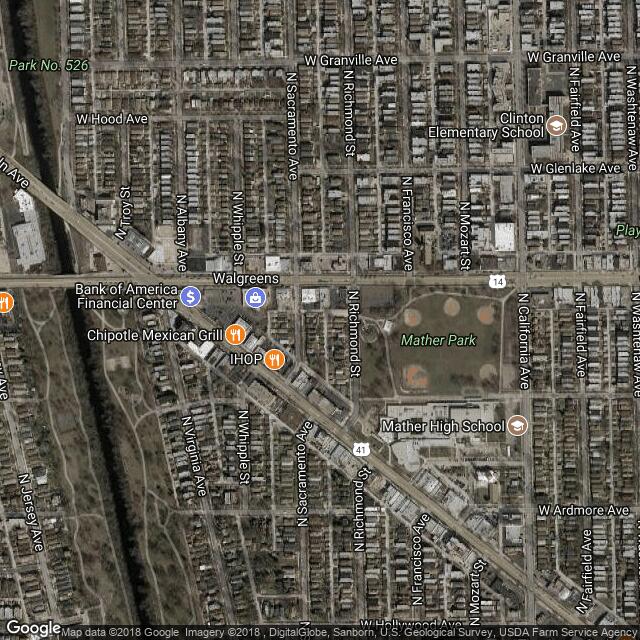 W Granville Ave
W Granville Ave
Park No. 526
N Sacramento Ave
N Richmond St
N Fairfield Ave
N Washtenaw Ave
W Hood Ave
Clinton
Elementary School
W Glenlake Ave
ln Ave
N Troy St
N Albany Ave
N Whipple St
N Francisco Ave
N Mozart St
Play
14
Walgreens
Bank of America
Financial Center
$
Chipotle Mexican Grill
IHOP
N Richmond St
Mather Park
N California Ave
N Fairfield Ave
N Washtenaw Ave
w Ave
Mather High School
N Virginia Ave
N Whipple St
N Sacramento Ave
41
N Jersey Ave
N Richmond St
N Francisco Ave
W Ardmore Ave
N Mozart St
N Fairfield Ave
W Hollywood Ave
Google
Map data ©2018 Google Imagery ©2018 , DigitalGlobe, Sanborn, U.S. Geological Survey, USDA Farm Service Agency